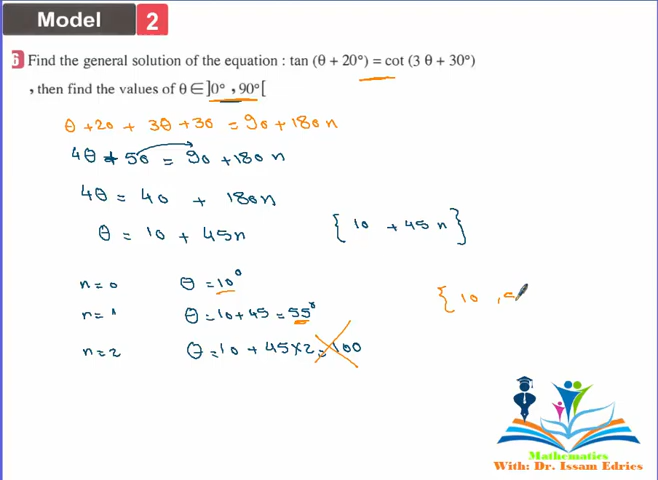 Model 2
6 Find the general solution of the equation : tan (θ + 20°) = cot (3 θ + 30°)
, then find the values of θ ∈ ]0° , 90°[
θ + 20 + 3θ + 30 = 90 + 180 n
4θ + 50 = 90 + 180 n
4θ = 40 + 180n
θ = 10 + 45n { 10 + 45 n }
n = 0 θ = 10°
n = 1 θ = 10 + 45 = 55° { 10 ,
n = 2 θ = 10 + 45 × 2 = 100
Mathematics
With: Dr. Issam Edries